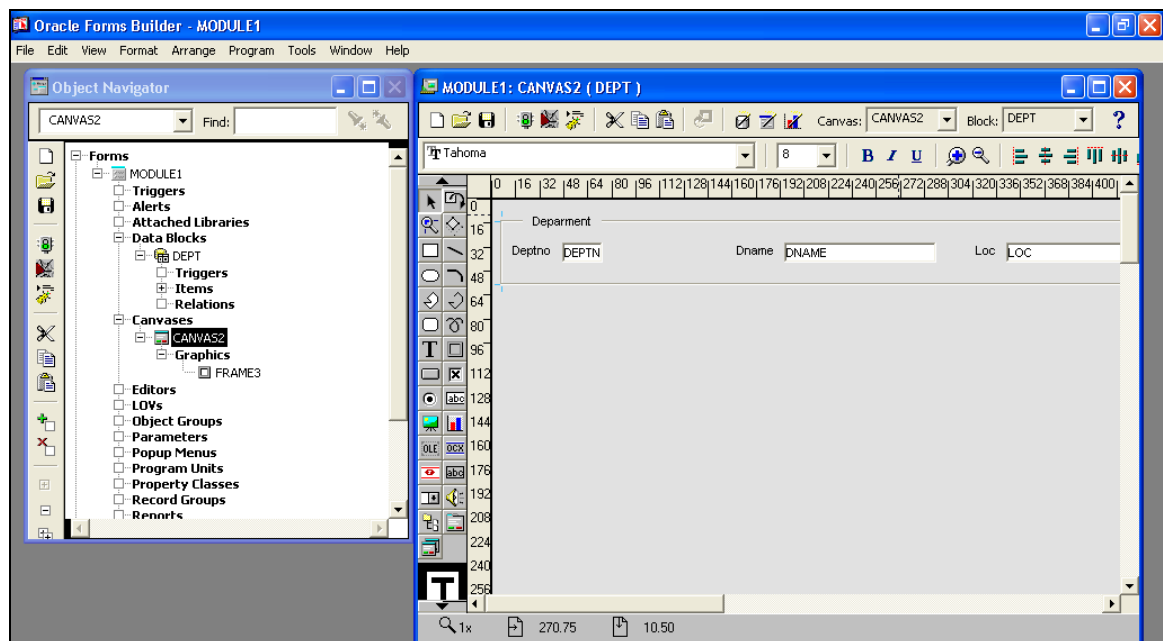 Oracle Forms Builder - MODULE1
File Edit View Format Arrange Program Tools Window Help
Object Navigator
CANVAS2 Find:
Forms
MODULE1
Triggers
Alerts
Attached Libraries
Data Blocks
DEPT
Triggers
Items
Relations
Canvases
CANVAS2
Graphics
FRAME3
Editors
LOVs
Object Groups
Parameters
Popup Menus
Program Units
Property Classes
Record Groups
Reports
MODULE1: CANVAS2 ( DEPT )
Canvas: CANVAS2 Block: DEPT ?
Tahoma 8 B I U
0 16 32 48 64 80 96 112 128 144 160 176 192 208 224 240 256 272 288 304 320 336 352 368 384 400
0
16
32
48
64
80
96
112
128
144
160
176
192
208
224
240
256
Deparment
Deptno DEPTN Dname DNAME Loc LOC
T
abc
OLE OCX
abc
T
1x 270.75 10.50